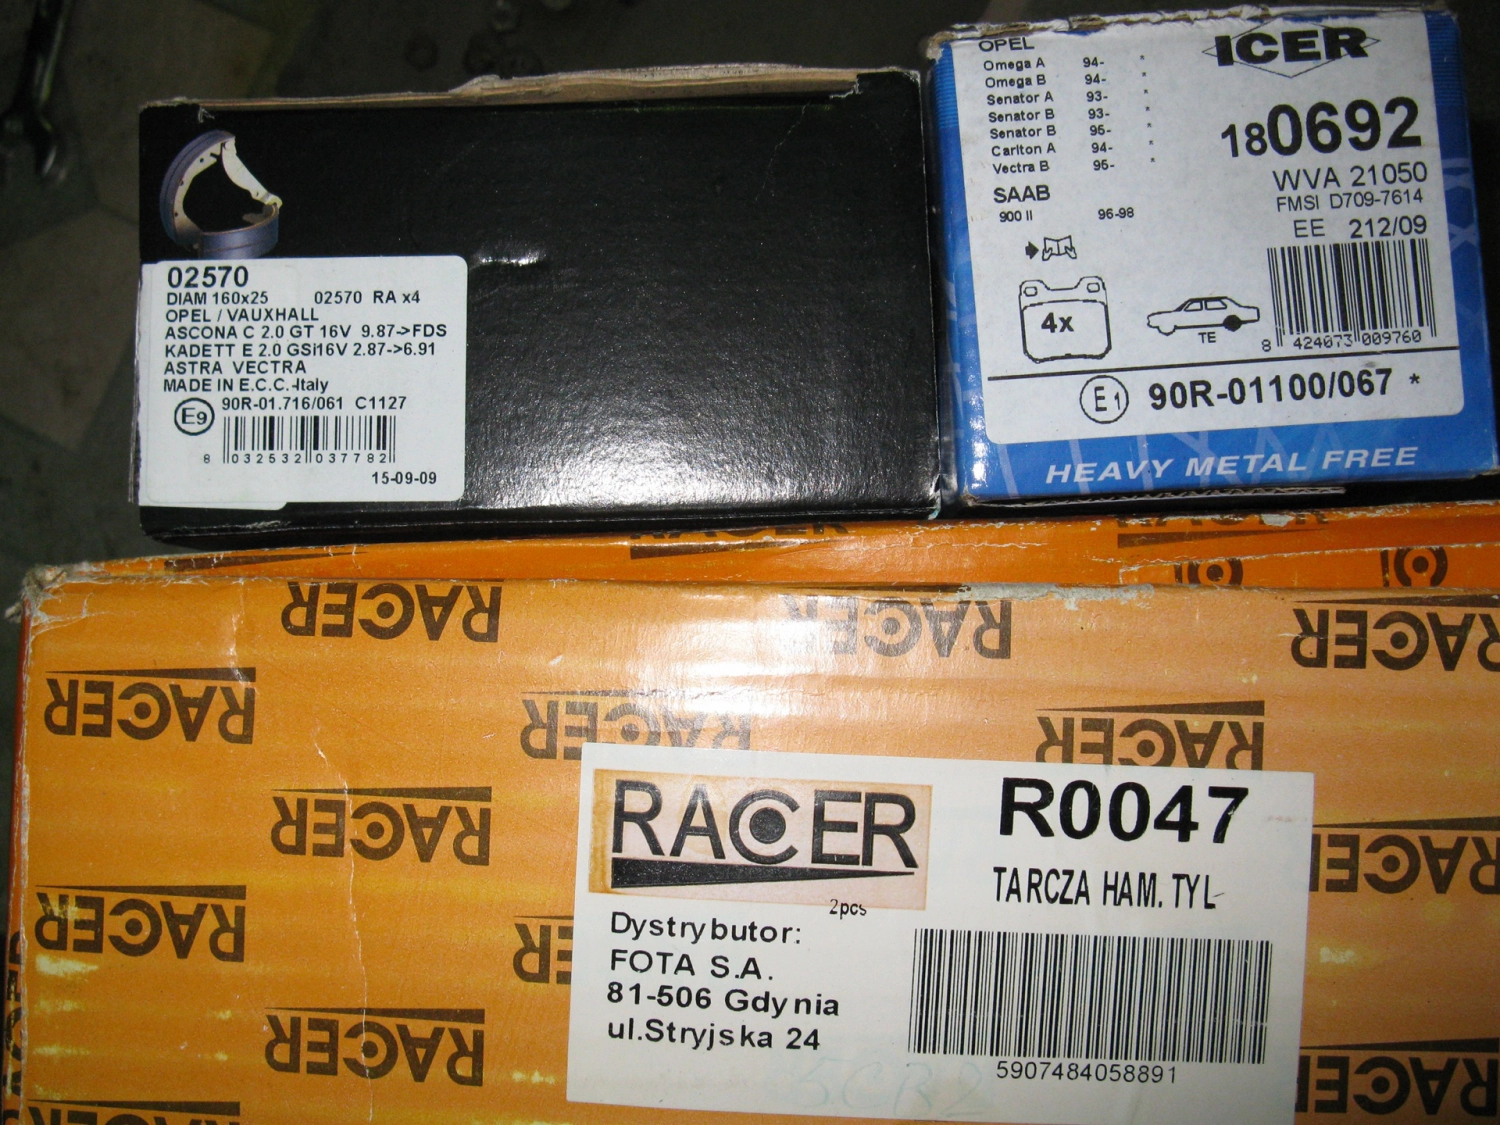 02570
DIAM 160x25 02570 RA x4
OPEL / VAUXHALL
ASCONA C 2.0 GT 16V 9.87->FDS
KADETT E 2.0 GSi16V 2.87->6.91
ASTRA VECTRA
MADE IN E.C.C.-Italy
E9 90R-01.716/061 C1127
8 032532 037782
15-09-09
OPEL
Omega A 94- *
Omega B 94- *
Senator A 93- *
Senator B 93- *
Senator B 95- *
Carlton A 94- *
Vectra B 95- *
SAAB
900 II 96-98
ICER
180692
WVA 21050
FMSI D709-7614
EE 212/09
4x
TE
8 424673 009760
E1 90R-01100/067 *
HEAVY METAL FREE
RACER
RACER
RACER
RACER
RACER
RACER
RACER
RACER
RACER
RACER
RACER
RACER
2pcs
R0047
TARCZA HAM. TYL
Dystrybutor:
FOTA S.A.
81-506 Gdynia
ul.Stryjska 24
5907484058891